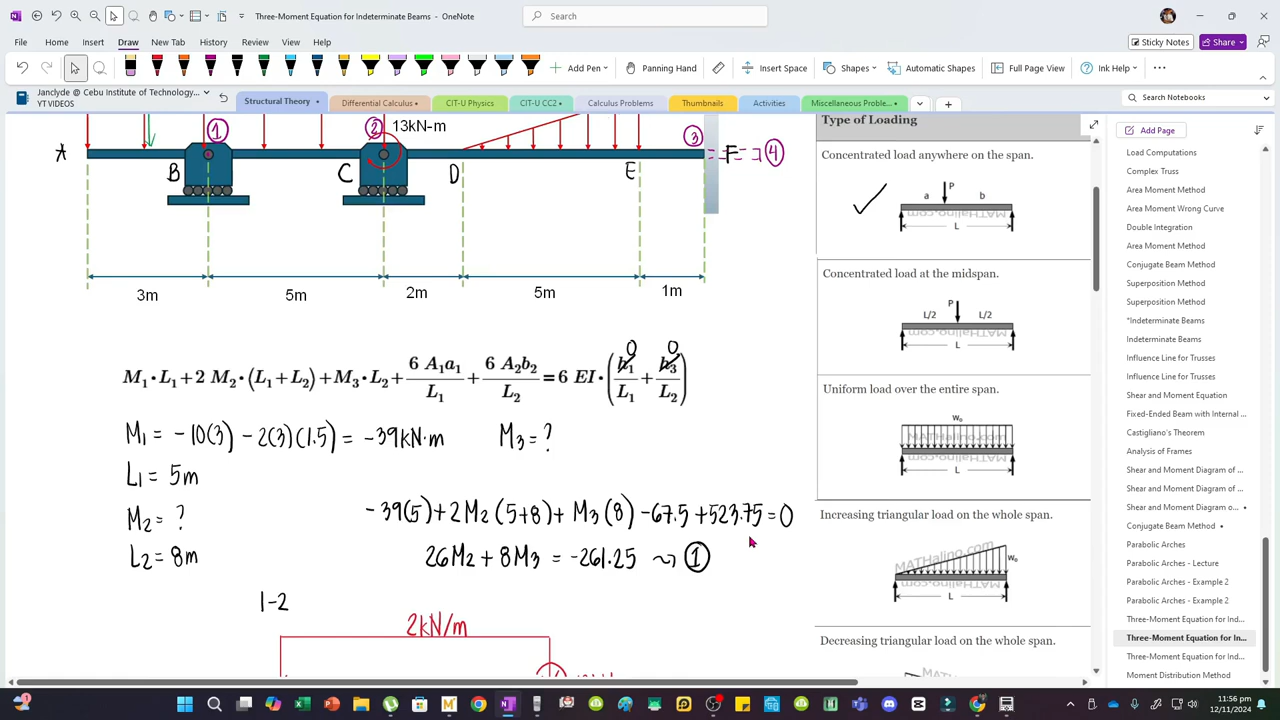 Three-Moment Equation for Indeterminate Beams - OneNote
Search
File Home Insert Draw New Tab History Review View Help
Sticky Notes
Share
Add Pen
Panning Hand
Insert Space
Shapes
Automatic Shapes
Full Page View
Ink Help
Janclyde @ Cebu Institute of Technology...
YT VIDEOS
Structural Theory
Differential Calculus
CIT-U Physics
CIT-U CC2
Calculus Problems
Thumbnails
Activities
Miscellaneous Proble...
Search Notebooks
1
2
13kN-m
3
A
B
C
D
E
F
4
3m
5m
2m
5m
1m
M1·L1+2 M2·(L1+L2)+M3·L2+6 A1a1/L1+6 A2b2/L2=6 EI·(h1/L1+h3/L2)
0 0
M1 = -10(3) -2(3)(1.5) = -39kN·m M3 = ?
L1 = 5m
-39(5)+2M2(5+8)+M3(8)-67.5+523.75=0
M2 = ?
L2 = 8m
26M2 + 8M3 = -261.25 ⤳ 1
1-2
2kN/m
Type of Loading
Concentrated load anywhere on the span.
a P b
L
Concentrated load at the midspan.
P
L/2 L/2
L
Uniform load over the entire span.
wo
MATHalino.com
L
Increasing triangular load on the whole span.
MATHalino.com
wo
L
Decreasing triangular load on the whole span.
Add Page
Load Computations
Complex Truss
Area Moment Method
Area Moment Wrong Curve
Double Integration
Area Moment Method
Conjugate Beam Method
Superposition Method
Superposition Method
*Indeterminate Beams
Indeterminate Beams
Influence Line for Trusses
Influence Line for Trusses
Shear and Moment Equation
Fixed-Ended Beam with Internal ...
Castigliano's Theorem
Analysis of Frames
Shear and Moment Diagram of ...
Shear and Moment Diagram of ...
Shear and Moment Diagram o...
Conjugate Beam Method
Parabolic Arches
Parabolic Arches - Lecture
Parabolic Arches - Example 2
Parabolic Arches - Example 2
Three-Moment Equation for Ind...
Three-Moment Equation for In...
Three-Moment Equation for Ind...
Moment Distribution Method
11:56 pm
12/11/2024